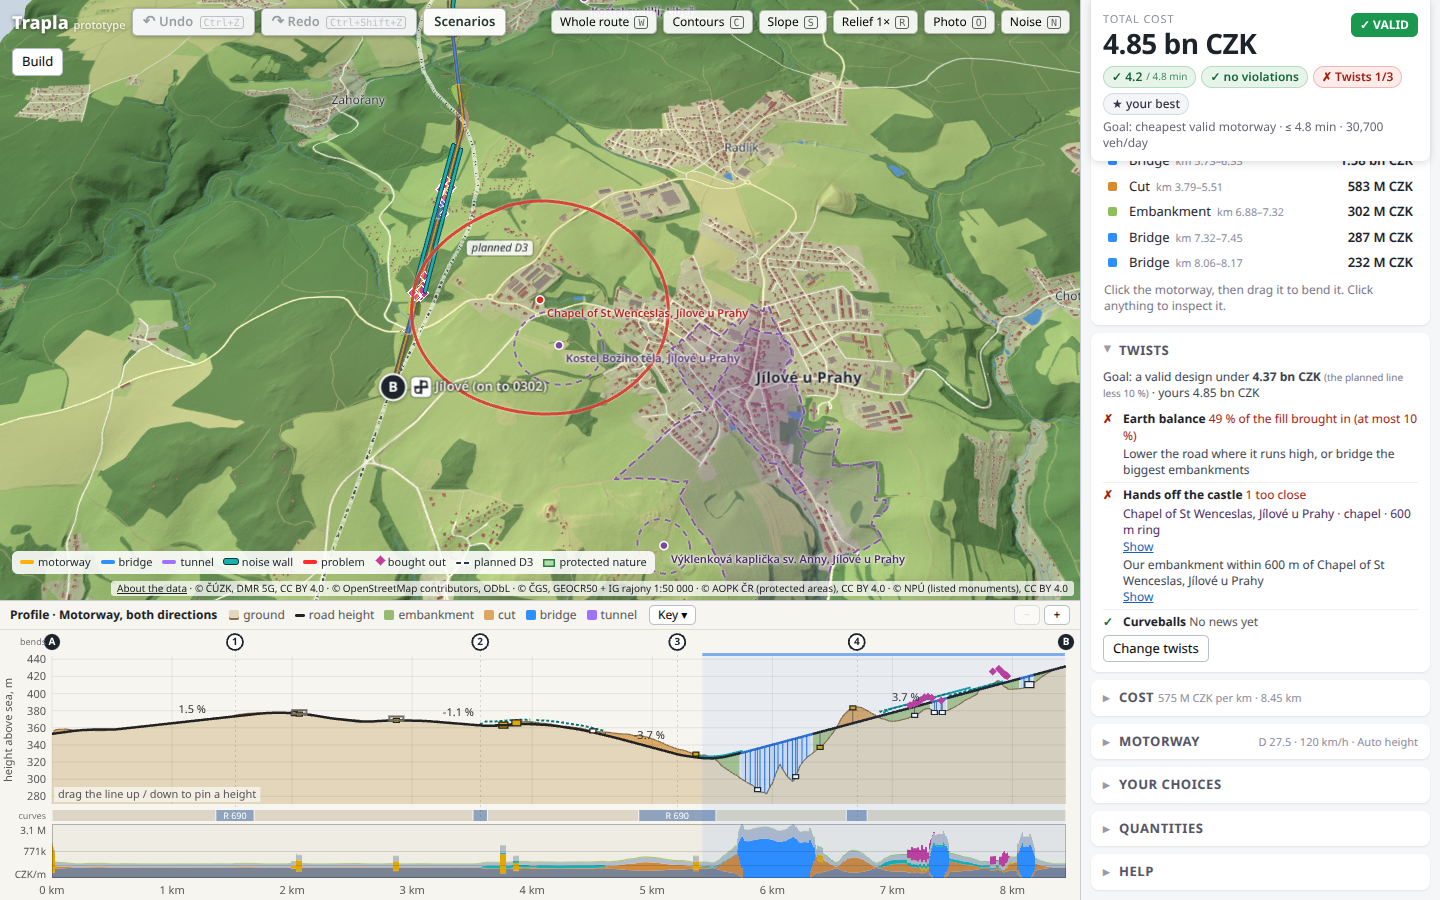 Trapla prototype
↶ Undo Ctrl+Z
↷ Redo Ctrl+Shift+Z
Scenarios
Whole route W
Contours C
Slope S
Relief 1× R
Photo O
Noise N
Build
Zahořany
Radlík
planned D3
Chapel of St Wenceslas, Jílové u Prahy
Kostel Božího těla, Jílové u Prahy
Jílové u Prahy
B Jílové (on to 0302)
Výklenková kaplička sv. Anny, Jílové u Prahy
motorway bridge tunnel noise wall problem bought out planned D3 protected nature
About the data · © ČÚZK, DMR 5G, CC BY 4.0 · © OpenStreetMap contributors, ODbL · © ČGS, GEOCR50 + IG rajony 1:50 000 · © AOPK ČR (protected areas), CC BY 4.0 · © NPÚ (listed monuments), CC BY 4.0
TOTAL COST
✓ VALID
4.85 bn CZK
✓ 4.2 / 4.8 min
✓ no violations
✗ Twists 1/3
★ your best
Goal: cheapest valid motorway · ≤ 4.8 min · 30,700
veh/day
Bridge km 5.73–6.35 1.58 bn CZK
Cut km 3.79–5.51 583 M CZK
Embankment km 6.88–7.32 302 M CZK
Bridge km 7.32–7.45 287 M CZK
Bridge km 8.06–8.17 232 M CZK
Click the motorway, then drag it to bend it. Click
anything to inspect it.
▼ TWISTS
Goal: a valid design under 4.37 bn CZK (the planned line
less 10 %) · yours 4.85 bn CZK
✗ Earth balance 49 % of the fill brought in (at most 10
%)
Lower the road where it runs high, or bridge the
biggest embankments
✗ Hands off the castle 1 too close
Chapel of St Wenceslas, Jílové u Prahy · chapel · 600
m ring
Show
Our embankment within 600 m of Chapel of St
Wenceslas, Jílové u Prahy
Show
✓ Curveballs No news yet
Change twists
▶ COST 575 M CZK per km · 8.45 km
▶ MOTORWAY D 27.5 · 120 km/h · Auto height
▶ YOUR CHOICES
▶ QUANTITIES
▶ HELP
Profile · Motorway, both directions
ground road height embankment cut bridge tunnel
Key ▾
− +
bends A 1 2 3 4 B
height above sea, m
440
420
400
380
360
340
320
300
280
1.5 %
-1.1 %
-3.7 %
3.7 %
drag the line up / down to pin a height
curves R 690 R 690
3.1 M
771k
CZK/m
0 km 1 km 2 km 3 km 4 km 5 km 6 km 7 km 8 km